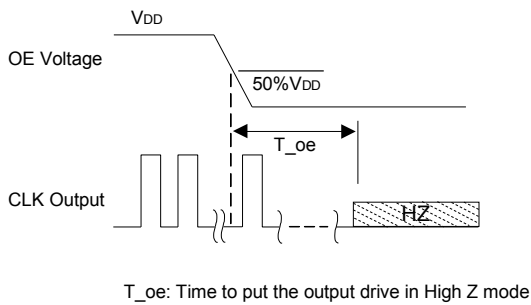 VDD
OE Voltage
50%VDD
T_oe
CLK Output
HZ
T_oe: Time to put the output drive in High Z mode